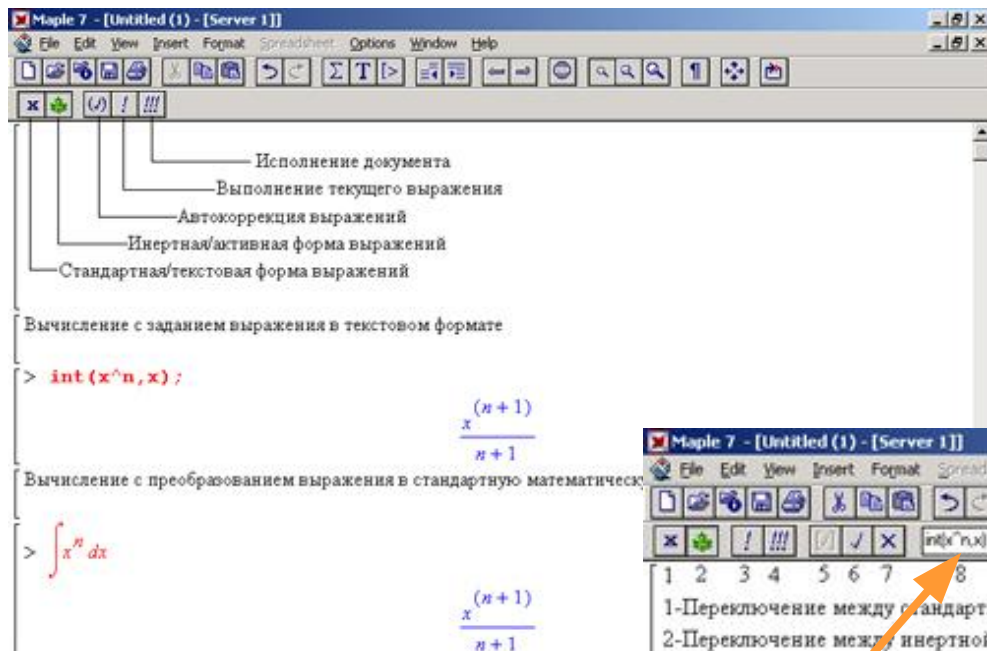 Maple 7 - [Untitled (1) - [Server 1]]
File Edit View Insert Format Spreadsheet Options Window Help
Исполнение документа
Выполнение текущего выражения
Автокоррекция выражений
Инертная/активная форма выражений
Стандартная/текстовая форма выражений
Вычисление с заданием выражения в текстовом формате
> int(x^n,x);
x^(n + 1)
n + 1
Вычисление с преобразованием выражения в стандартную математическ
> ∫ x^n dx
x^(n + 1)
n + 1
Maple 7 - [Untitled (1) - [Server 1]]
File Edit View Insert Format Spread
int(x^n,x)
1 2 3 4 5 6 7 8
1-Переключение между стандарт
2-Переключение между инертной